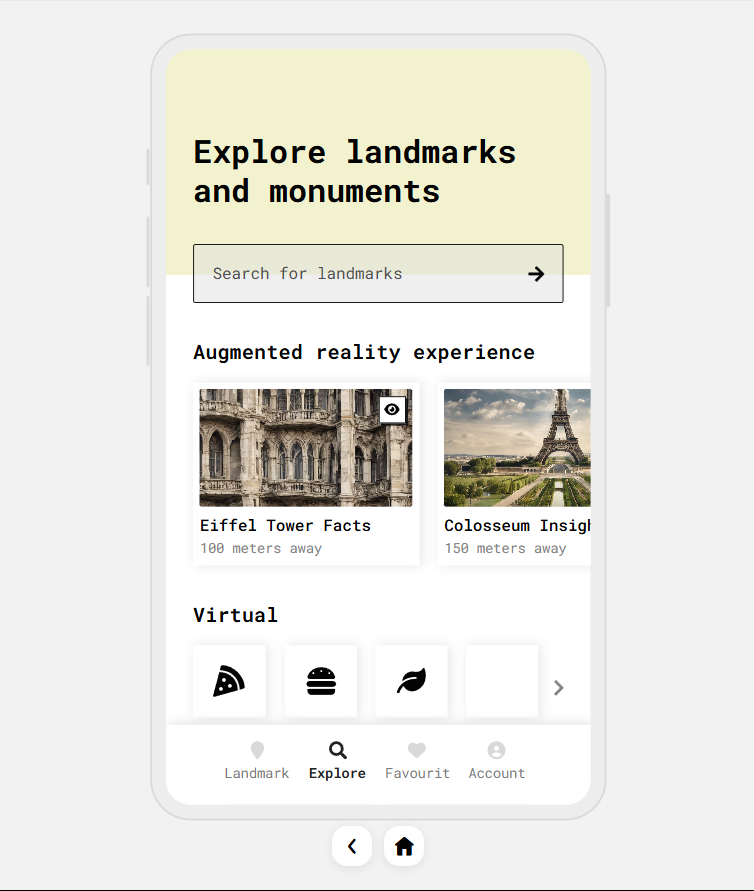 Explore landmarks
and monuments
Search for landmarks
Augmented reality experience
Eiffel Tower Facts
100 meters away
Colosseum Insigh
150 meters away
Virtual
Landmark
Explore
Favourit
Account